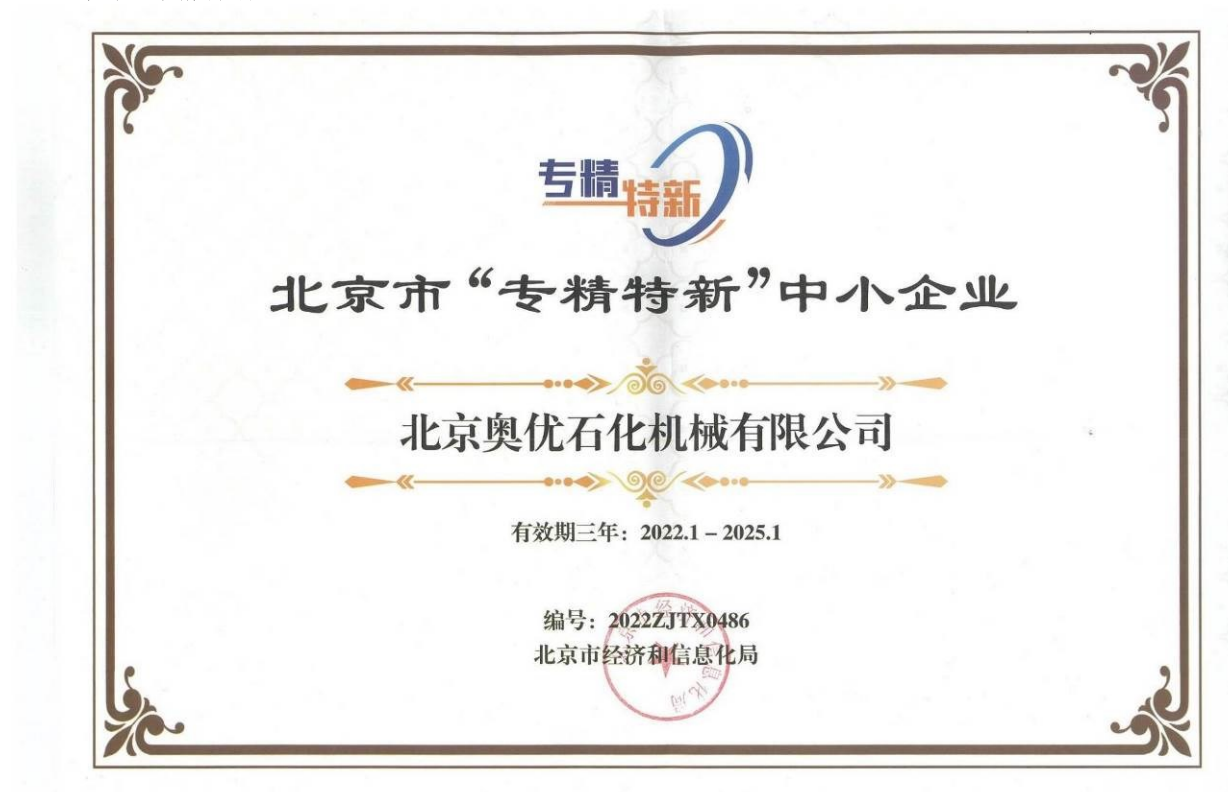 专精特新
北京市“专精特新”中小企业
北京奥优石化机械有限公司
有效期三年：2022.1 – 2025.1
编号：2022ZJTX0486
北京市经济和信息化局